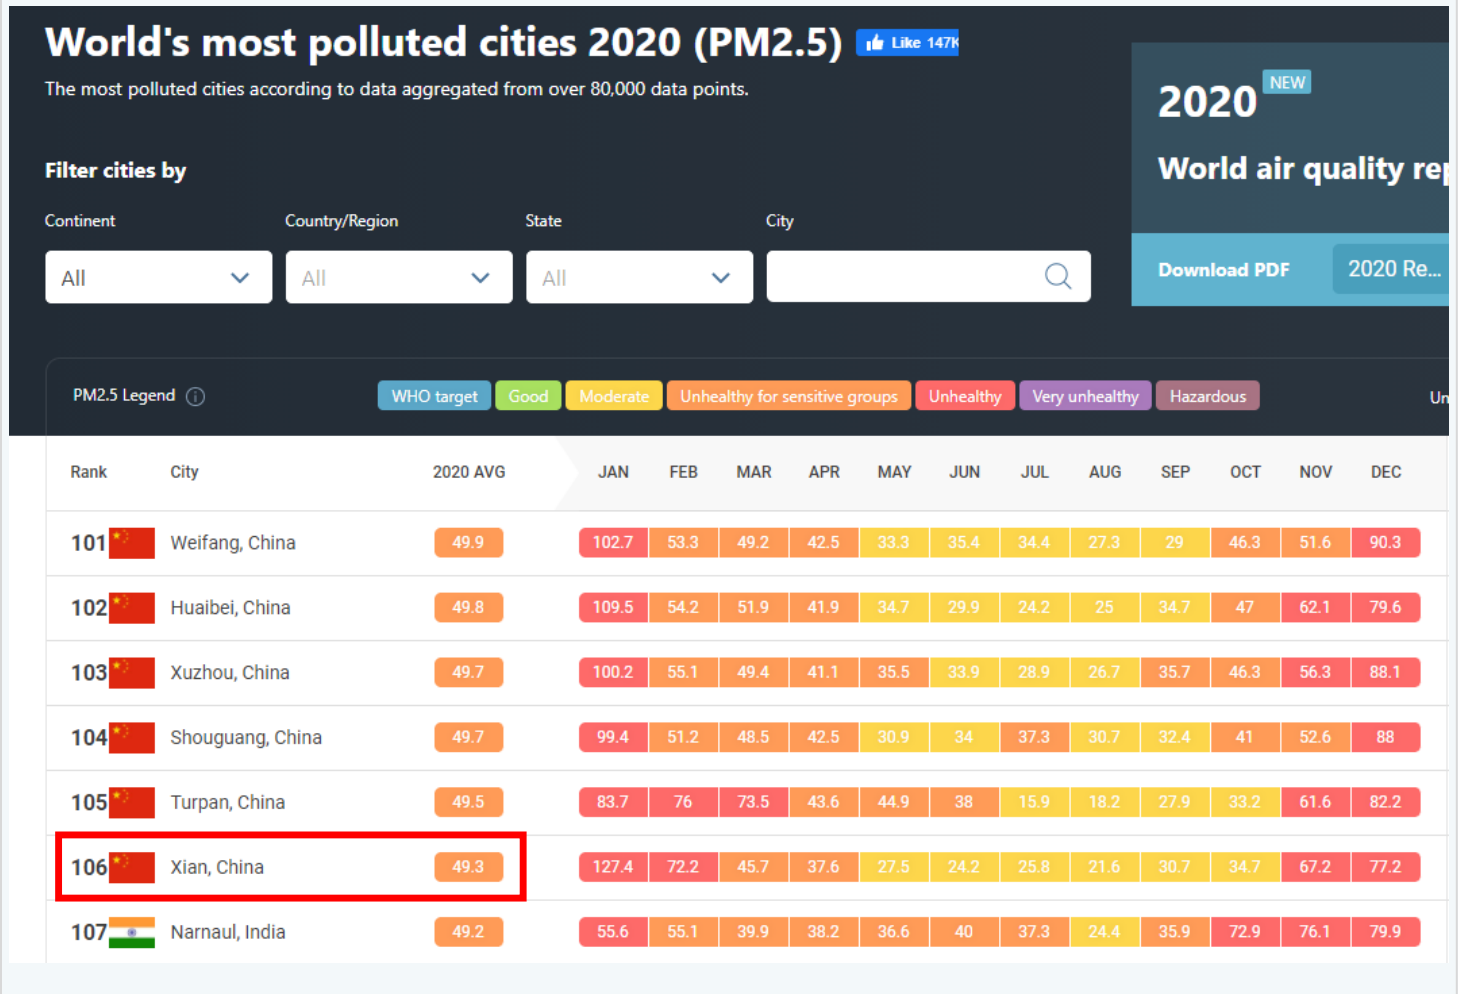 World's most polluted cities 2020 (PM2.5) Like 147K
The most polluted cities according to data aggregated from over 80,000 data points.
2020 NEW
World air quality rep
Filter cities by
Continent Country/Region State City
All All All
Download PDF 2020 Re...
PM2.5 Legend WHO target Good Moderate Unhealthy for sensitive groups Unhealthy Very unhealthy Hazardous Un
Rank City 2020 AVG JAN FEB MAR APR MAY JUN JUL AUG SEP OCT NOV DEC
101 Weifang, China 49.9 102.7 53.3 49.2 42.5 33.3 35.4 34.4 27.3 29 46.3 51.6 90.3
102 Huaibei, China 49.8 109.5 54.2 51.9 41.9 34.7 29.9 24.2 25 34.7 47 62.1 79.6
103 Xuzhou, China 49.7 100.2 55.1 49.4 41.1 35.5 33.9 28.9 26.7 35.7 46.3 56.3 88.1
104 Shouguang, China 49.7 99.4 51.2 48.5 42.5 30.9 34 37.3 30.7 32.4 41 52.6 88
105 Turpan, China 49.5 83.7 76 73.5 43.6 44.9 38 15.9 18.2 27.9 33.2 61.6 82.2
106 Xian, China 49.3 127.4 72.2 45.7 37.6 27.5 24.2 25.8 21.6 30.7 34.7 67.2 77.2
107 Narnaul, India 49.2 55.6 55.1 39.9 38.2 36.6 40 37.3 24.4 35.9 72.9 76.1 79.9